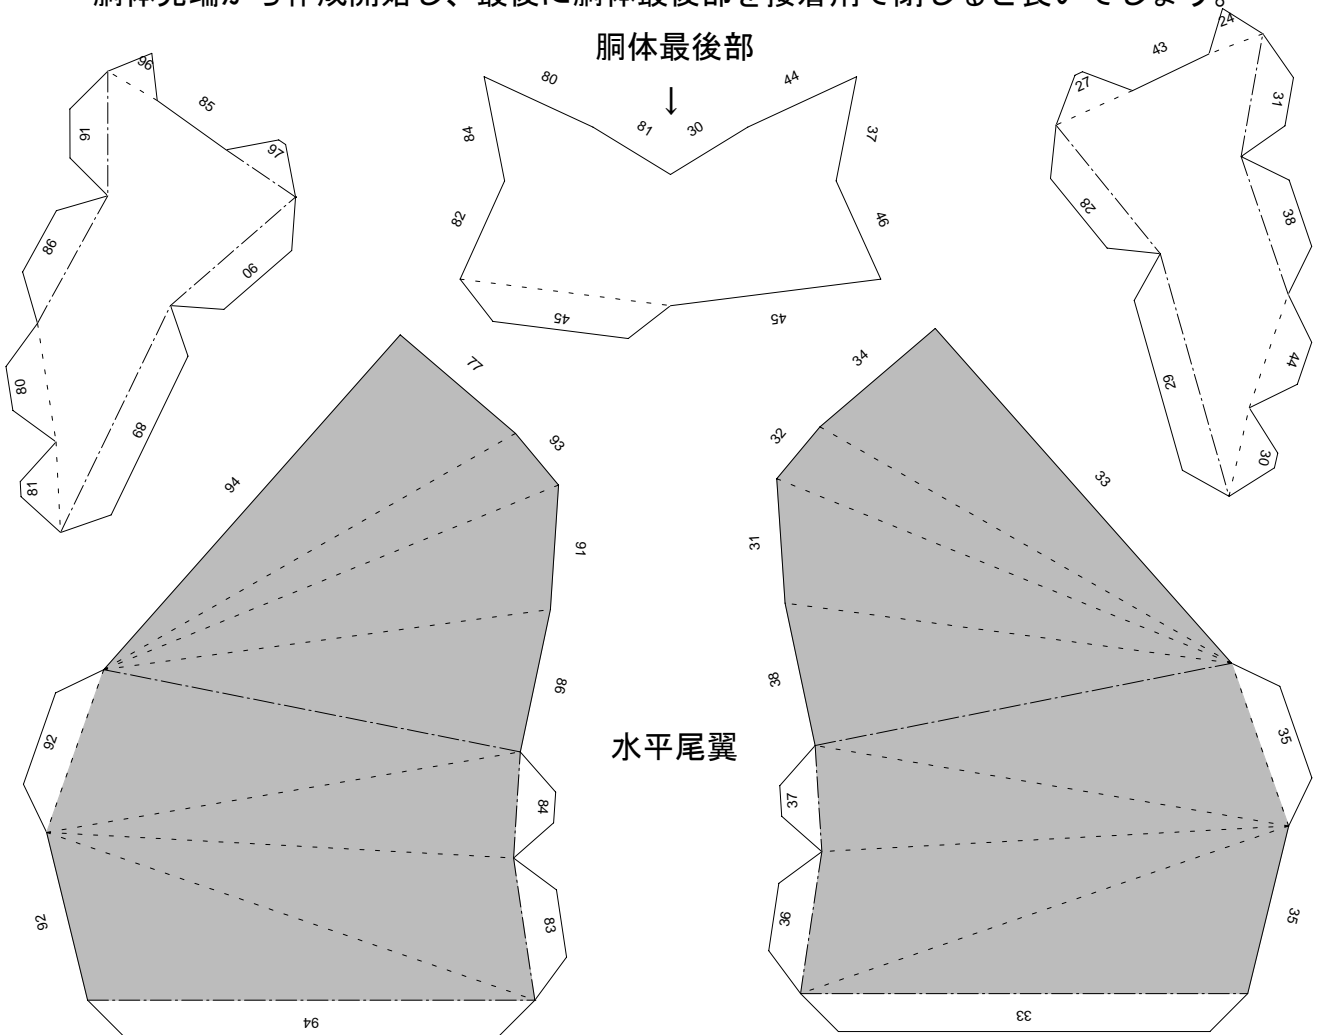 胴体先端から作成開始し、最後に胴体最後部を接着剤で閉じると良いでしょう。
胴体最後部
↓
96 85 91 97 86 90 80 89 81
80 44 81 30 84 37 82 46 45 45
24 43 27 31 28 38 29 44 30
77 93 94 91 98 92 84 92 83 94
34 32 33 31 38 35 37 36 35 33
水平尾翼